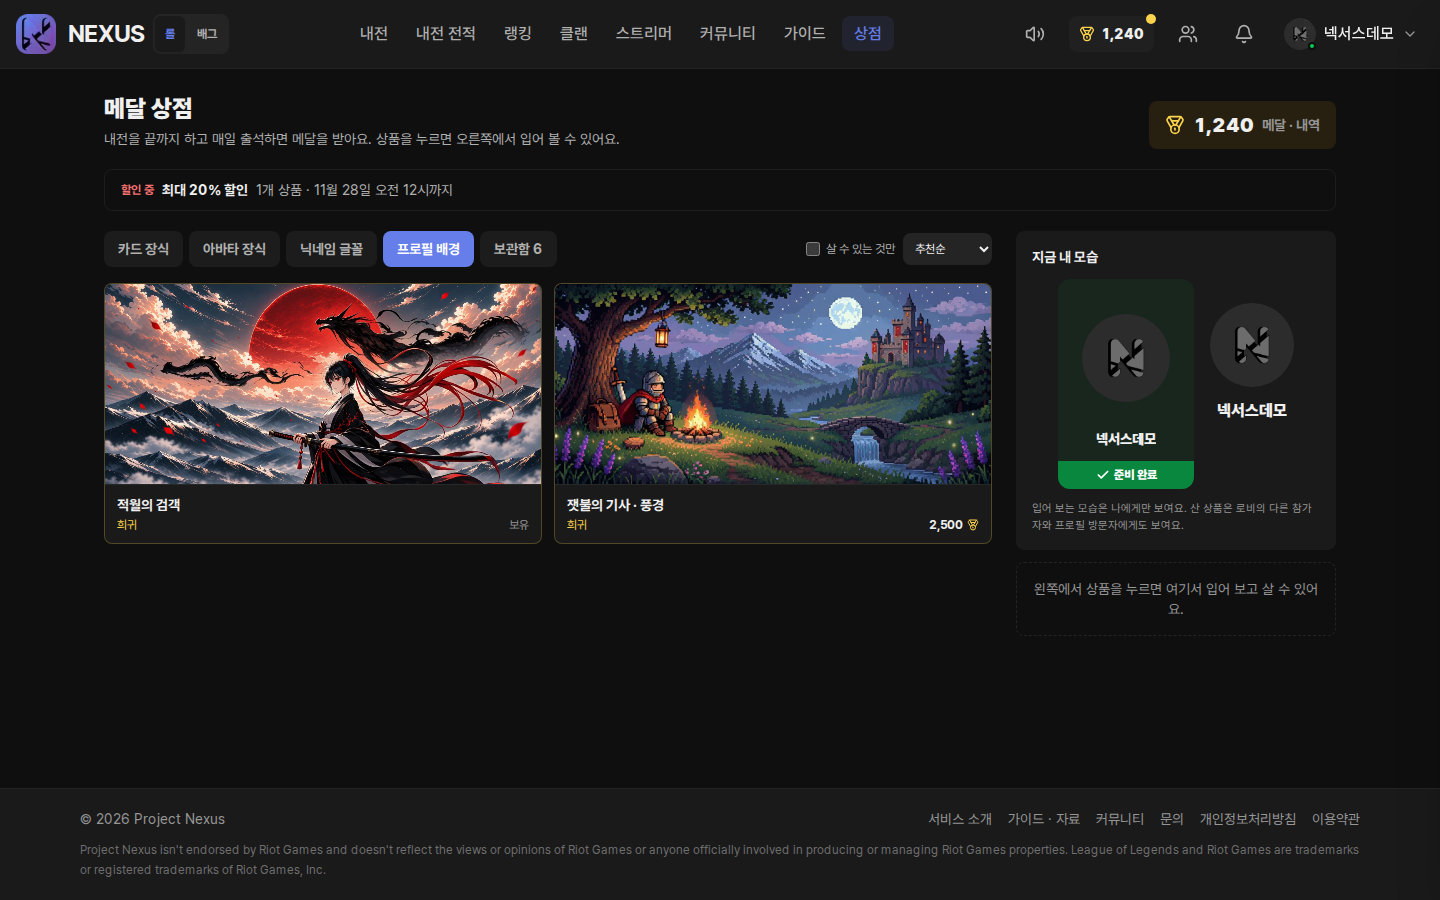 NEXUS
롤 배그
내전 내전 전적 랭킹 클랜 스트리머 커뮤니티 가이드 상점
1,240
넥서스데모
메달 상점
내전을 끝까지 하고 매일 출석하면 메달을 받아요. 상품을 누르면 오른쪽에서 입어 볼 수 있어요.
1,240 메달 · 내역
할인 중 최대 20% 할인 1개 상품 · 11월 28일 오전 12시까지
카드 장식 아바타 장식 닉네임 글꼴 프로필 배경 보관함 6
살 수 있는 것만 추천순
적월의 검객
희귀 보유
잿불의 기사 · 풍경
희귀 2,500
지금 내 모습
넥서스데모
준비 완료
넥서스데모
입어 보는 모습은 나에게만 보여요. 산 상품은 로비의 다른 참가
자와 프로필 방문자에게도 보여요.
왼쪽에서 상품을 누르면 여기서 입어 보고 살 수 있어
요.
© 2026 Project Nexus
서비스 소개 가이드 · 자료 커뮤니티 문의 개인정보처리방침 이용약관
Project Nexus isn't endorsed by Riot Games and doesn't reflect the views or opinions of Riot Games or anyone officially involved in producing or managing Riot Games properties. League of Legends and Riot Games are trademarks
or registered trademarks of Riot Games, Inc.